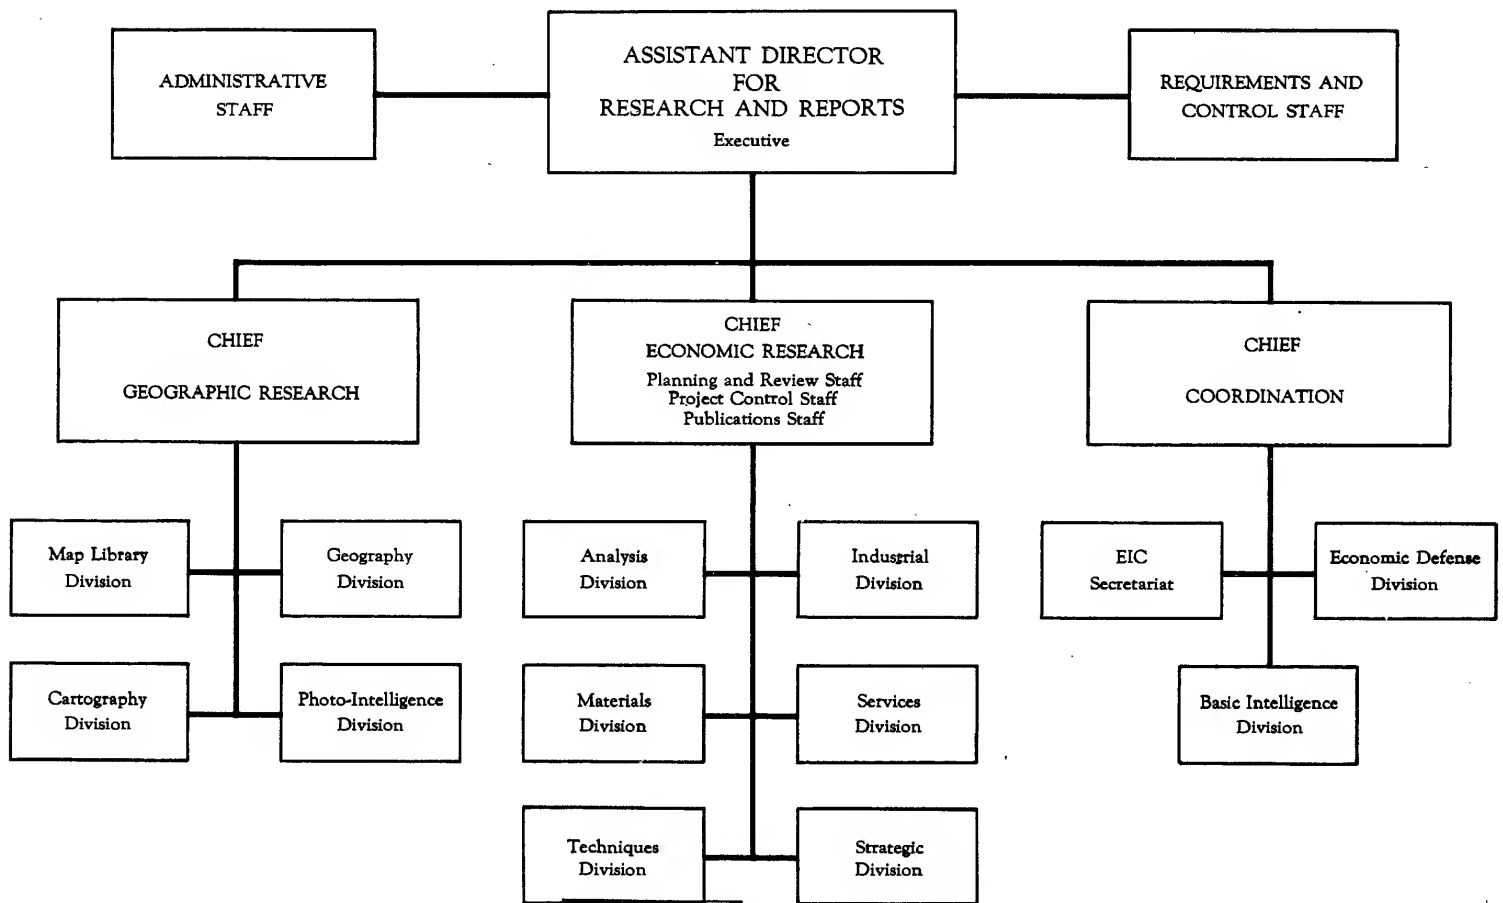 ADMINISTRATIVE
STAFF
ASSISTANT DIRECTOR
FOR
RESEARCH AND REPORTS
Executive
REQUIREMENTS AND
CONTROL STAFF
CHIEF
GEOGRAPHIC RESEARCH
CHIEF
ECONOMIC RESEARCH
Planning and Review Staff
Project Control Staff
Publications Staff
CHIEF
COORDINATION
Map Library
Division
Geography
Division
Analysis
Division
Industrial
Division
EIC
Secretariat
Economic Defense
Division
Cartography
Division
Photo-Intelligence
Division
Materials
Division
Services
Division
Basic Intelligence
Division
Techniques
Division
Strategic
Division